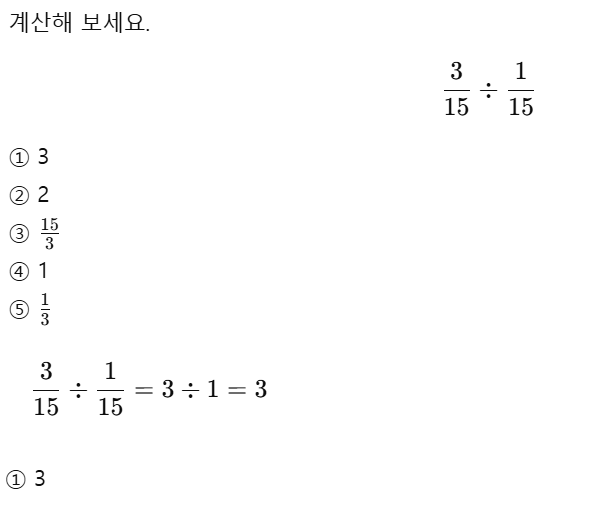 계산해 보세요.
3/15 ÷ 1/15
① 3
② 2
③ 15/3
④ 1
⑤ 1/3
3/15 ÷ 1/15 = 3 ÷ 1 = 3
① 3